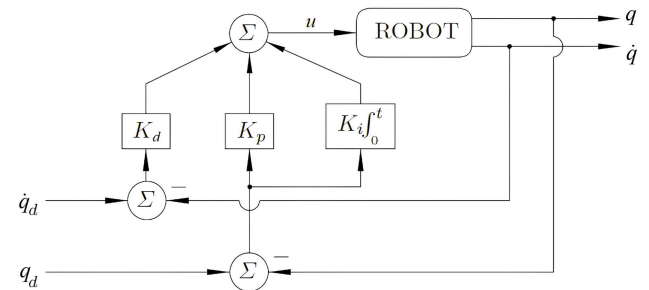 Σ u ROBOT q
q̇
K_d K_p K_i∫_0^t
q̇_d Σ −
q_d Σ −